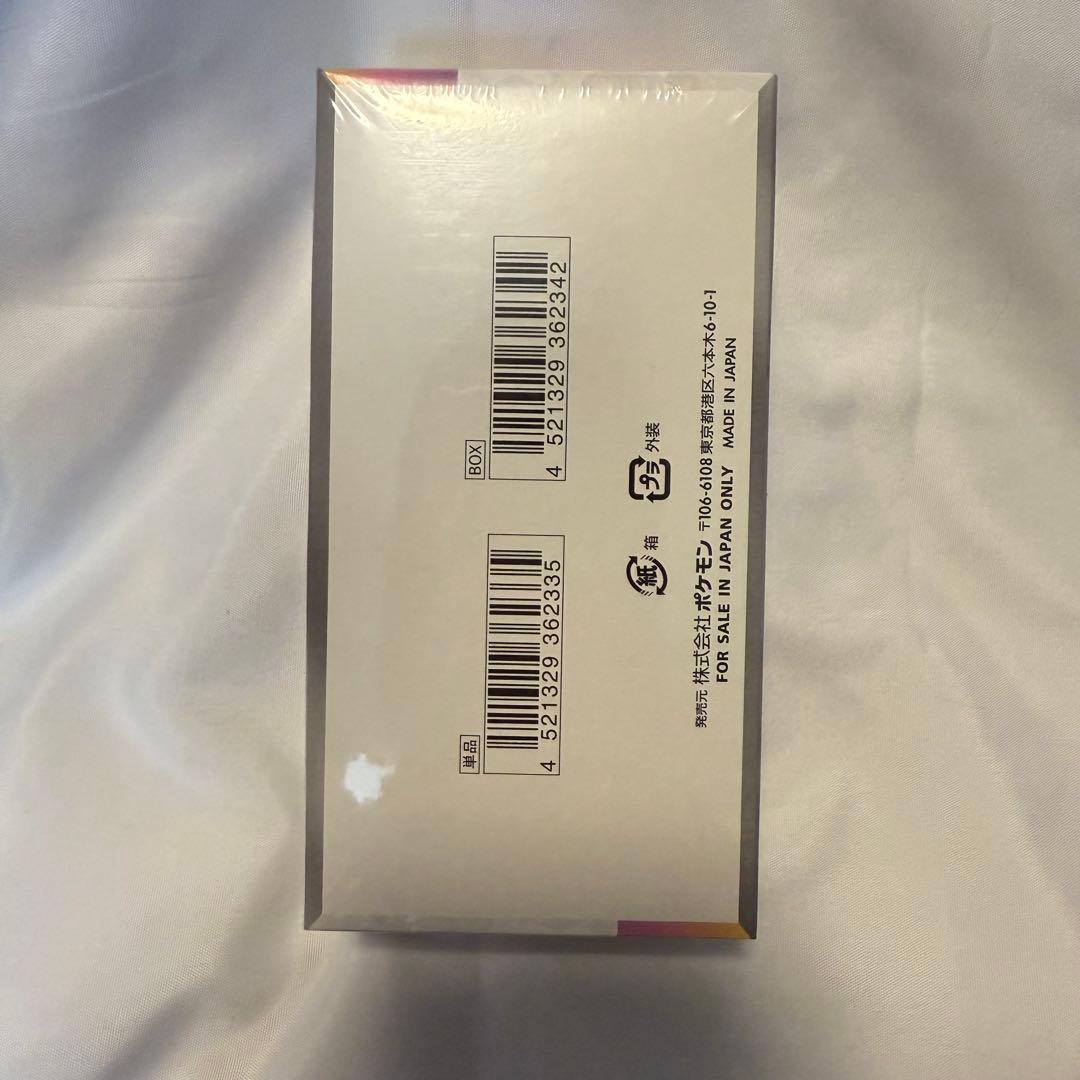 単品
4 521329 362335
BOX
4 521329 362342
紙 箱
プラ 外装
発売元 株式会社 ポケモン 〒106-6108 東京都港区六本木6-10-1
FOR SALE IN JAPAN ONLY MADE IN JAPAN